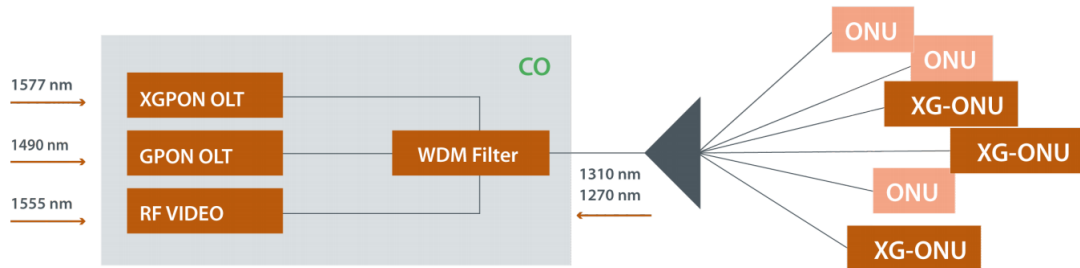 CO
1577 nm
XGPON OLT
1490 nm
GPON OLT
WDM Filter
1555 nm
RF VIDEO
1310 nm
1270 nm
ONU
ONU
XG-ONU
XG-ONU
ONU
XG-ONU